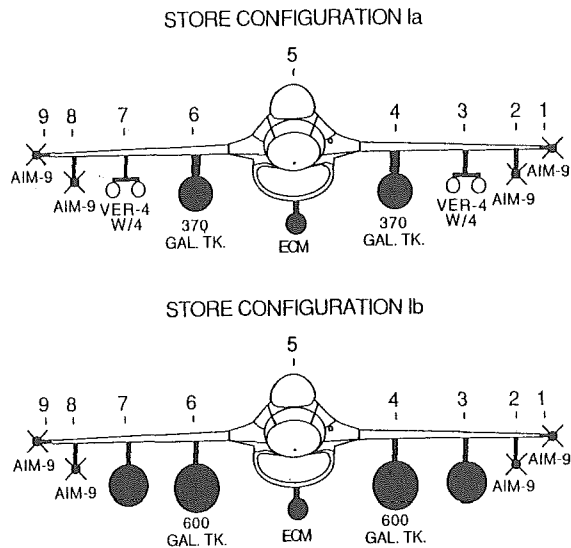 STORE CONFIGURATION Ia
5
9 8 7 6 4 3 2 1
AIM-9 AIM-9 VER-4 W/4 370 GAL. TK. ECM 370 GAL. TK. VER-4 W/4 AIM-9 AIM-9
STORE CONFIGURATION Ib
5
9 8 7 6 4 3 2 1
AIM-9 AIM-9 600 GAL. TK. ECM 600 GAL. TK. AIM-9 AIM-9